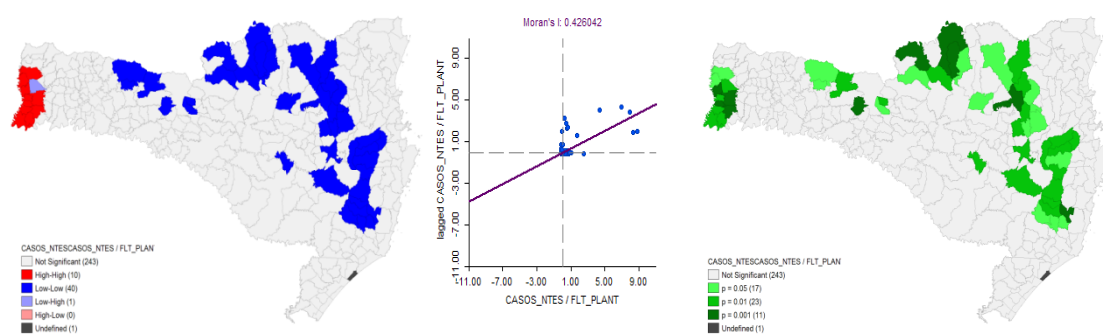 CASOS_NTESCASOS_NTES / FLT_PLAN
Not Significant (243)
High-High (10)
Low-Low (40)
Low-High (1)
High-Low (0)
Undefined (1)
Moran's I: 0.426042
lagged CASOS_NTES / FLT_PLANT
9.00
5.00
1.00
-3.00
-7.00
-11.00
-11.00 -7.00 -3.00 1.00 5.00 9.00
CASOS_NTES / FLT_PLANT
CASOS_NTESCASOS_NTES / FLT_PLAN
Not Significant (243)
p = 0.05 (17)
p = 0.01 (23)
p = 0.001 (11)
Undefined (1)